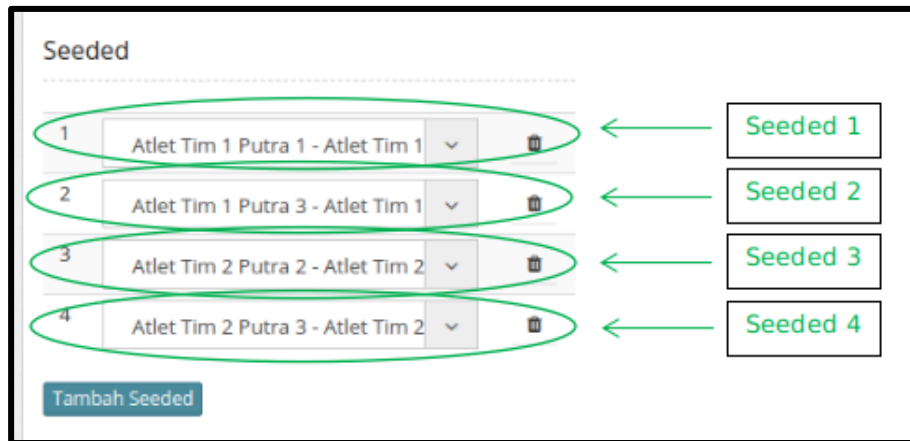 Seeded
1 Atlet Tim 1 Putra 1 - Atlet Tim 1
Seeded 1
2 Atlet Tim 1 Putra 3 - Atlet Tim 1
Seeded 2
3 Atlet Tim 2 Putra 2 - Atlet Tim 2
Seeded 3
4 Atlet Tim 2 Putra 3 - Atlet Tim 2
Seeded 4
Tambah Seeded